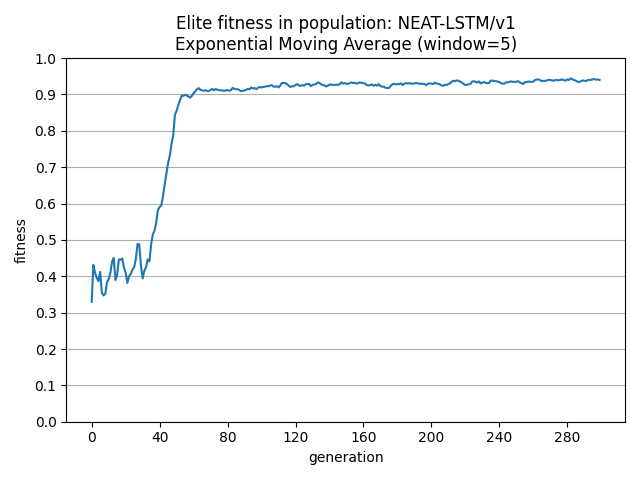 Elite fitness in population: NEAT-LSTM/v1
Exponential Moving Average (window=5)
1.0
0.9
0.8
0.7
0.6
0.5
0.4
0.3
0.2
0.1
0.0
fitness
0 40 80 120 160 200 240 280
generation